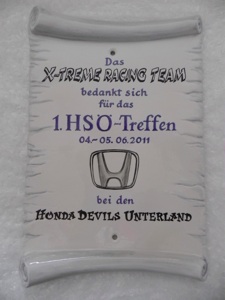 Das
X-TREME RACING TEAM
bedankt sich
für das
1. HSÖ-Treffen
04.-05.06.2011
bei den
HONDA DEVILS UNTERLAND